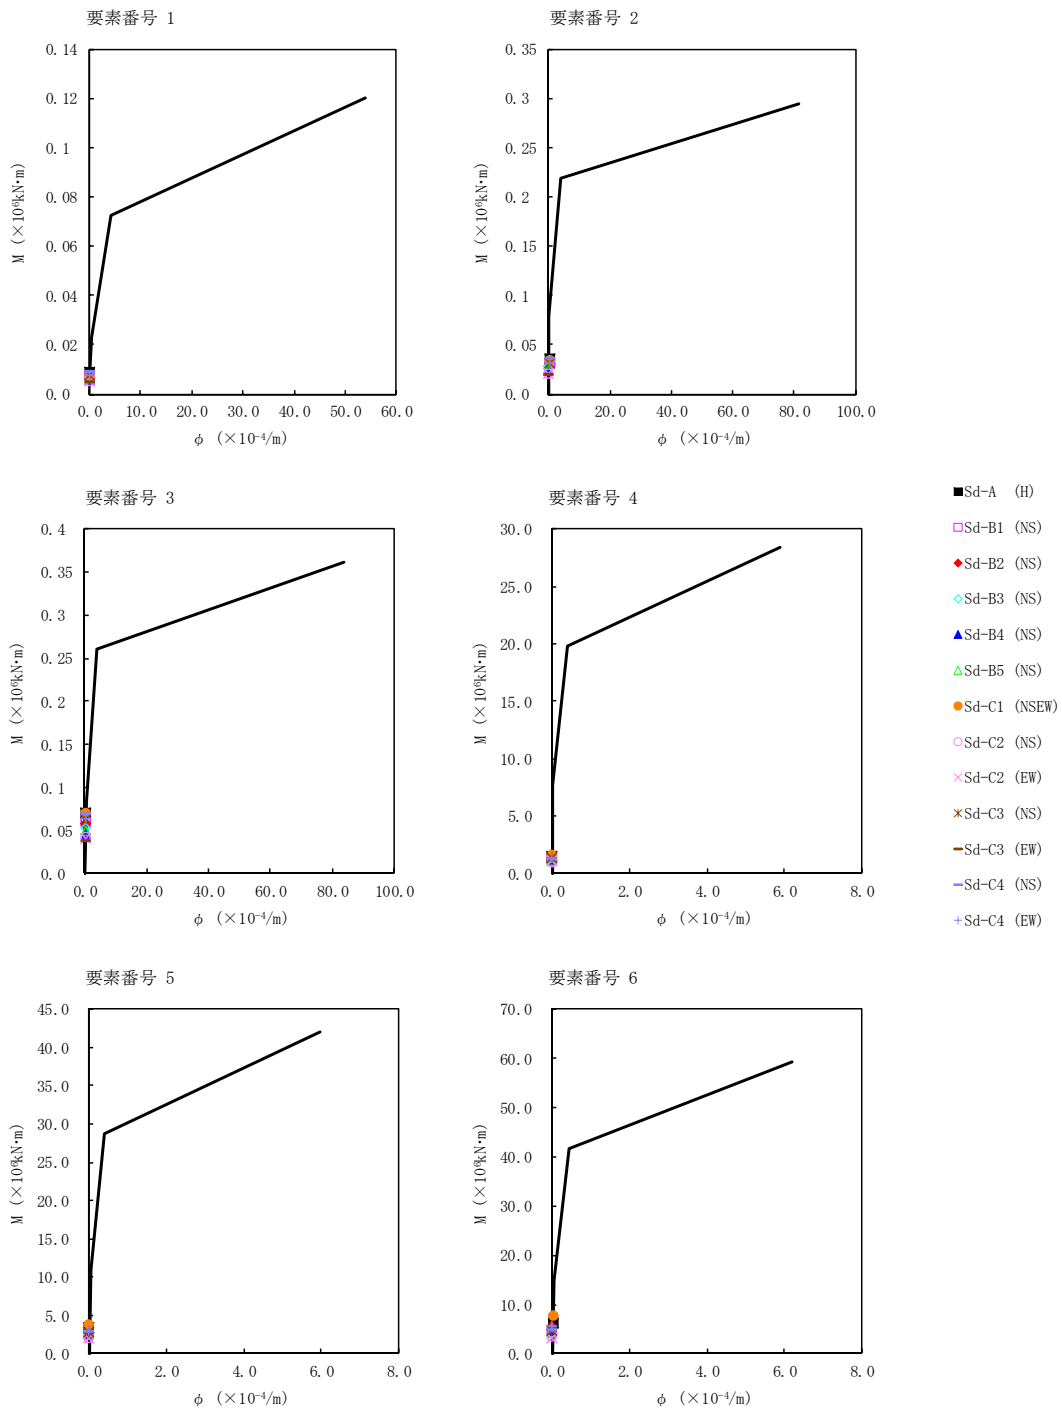 要素番号 1
0.14
0.12
0.1
0.08
0.06
0.04
0.02
0.0
M (×10⁶kN･m)
0.0 10.0 20.0 30.0 40.0 50.0 60.0
φ (×10⁻⁴/m)
要素番号 2
0.35
0.3
0.25
0.2
0.15
0.1
0.05
0.0
M (×10⁶kN･m)
0.0 20.0 40.0 60.0 80.0 100.0
φ (×10⁻⁴/m)
要素番号 3
0.4
0.35
0.3
0.25
0.2
0.15
0.1
0.05
0.0
M (×10⁶kN･m)
0.0 20.0 40.0 60.0 80.0 100.0
φ (×10⁻⁴/m)
要素番号 4
30.0
25.0
20.0
15.0
10.0
5.0
0.0
M (×10⁶kN･m)
0.0 2.0 4.0 6.0 8.0
φ (×10⁻⁴/m)
Sd-A (H)
Sd-B1 (NS)
Sd-B2 (NS)
Sd-B3 (NS)
Sd-B4 (NS)
Sd-B5 (NS)
Sd-C1 (NSEW)
Sd-C2 (NS)
Sd-C2 (EW)
Sd-C3 (NS)
Sd-C3 (EW)
Sd-C4 (NS)
Sd-C4 (EW)
要素番号 5
45.0
40.0
35.0
30.0
25.0
20.0
15.0
10.0
5.0
0.0
M (×10⁶kN･m)
0.0 2.0 4.0 6.0 8.0
φ (×10⁻⁴/m)
要素番号 6
70.0
60.0
50.0
40.0
30.0
20.0
10.0
0.0
M (×10⁶kN･m)
0.0 2.0 4.0 6.0 8.0
φ (×10⁻⁴/m)